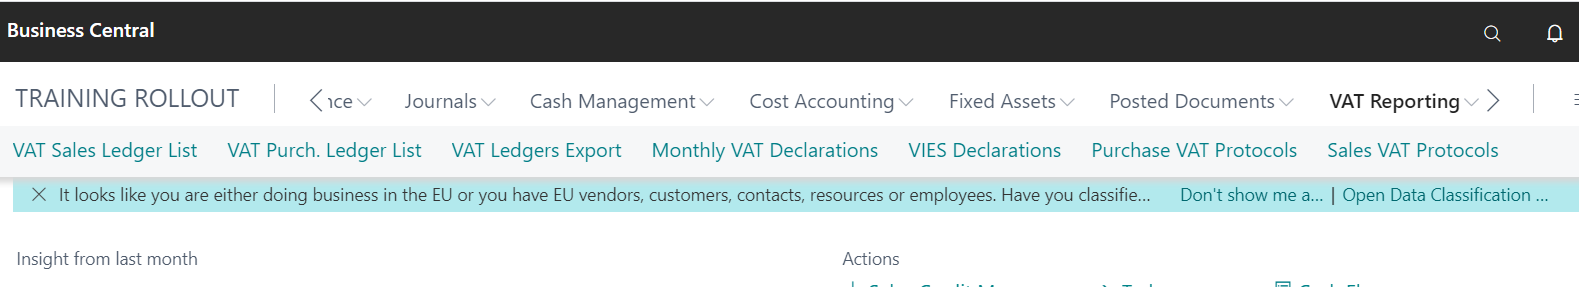 Business Central
TRAINING ROLLOUT
nce Journals Cash Management Cost Accounting Fixed Assets Posted Documents VAT Reporting
VAT Sales Ledger List VAT Purch. Ledger List VAT Ledgers Export Monthly VAT Declarations VIES Declarations Purchase VAT Protocols Sales VAT Protocols
It looks like you are either doing business in the EU or you have EU vendors, customers, contacts, resources or employees. Have you classifie... Don't show me a... | Open Data Classification ...
Insight from last month Actions